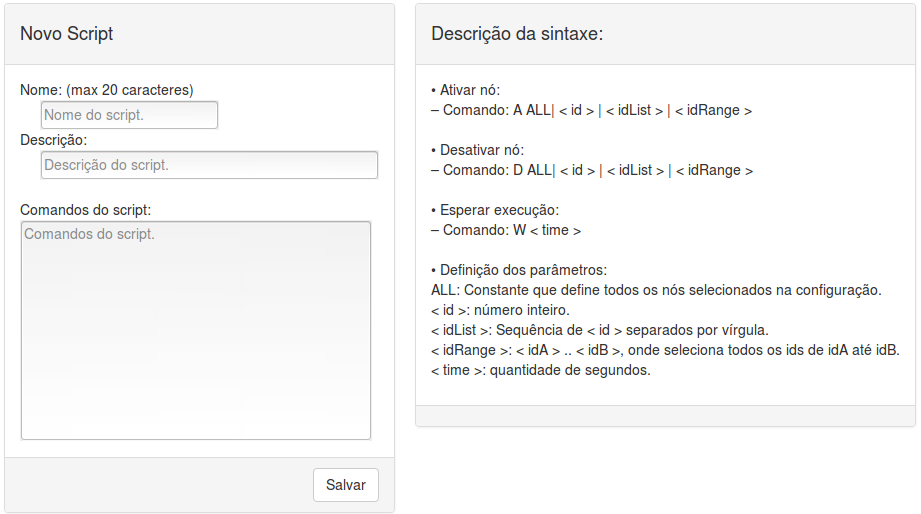 Novo Script
Nome: (max 20 caracteres)
Nome do script.
Descrição:
Descrição do script.
Comandos do script:
Comandos do script.
Salvar
Descrição da sintaxe:
• Ativar nó:
– Comando: A ALL| < id > | < idList > | < idRange >
• Desativar nó:
– Comando: D ALL| < id > | < idList > | < idRange >
• Esperar execução:
– Comando: W < time >
• Definição dos parâmetros:
ALL: Constante que define todos os nós selecionados na configuração.
< id >: número inteiro.
< idList >: Sequência de < id > separados por vírgula.
< idRange >: < idA > .. < idB >, onde seleciona todos os ids de idA até idB.
< time >: quantidade de segundos.